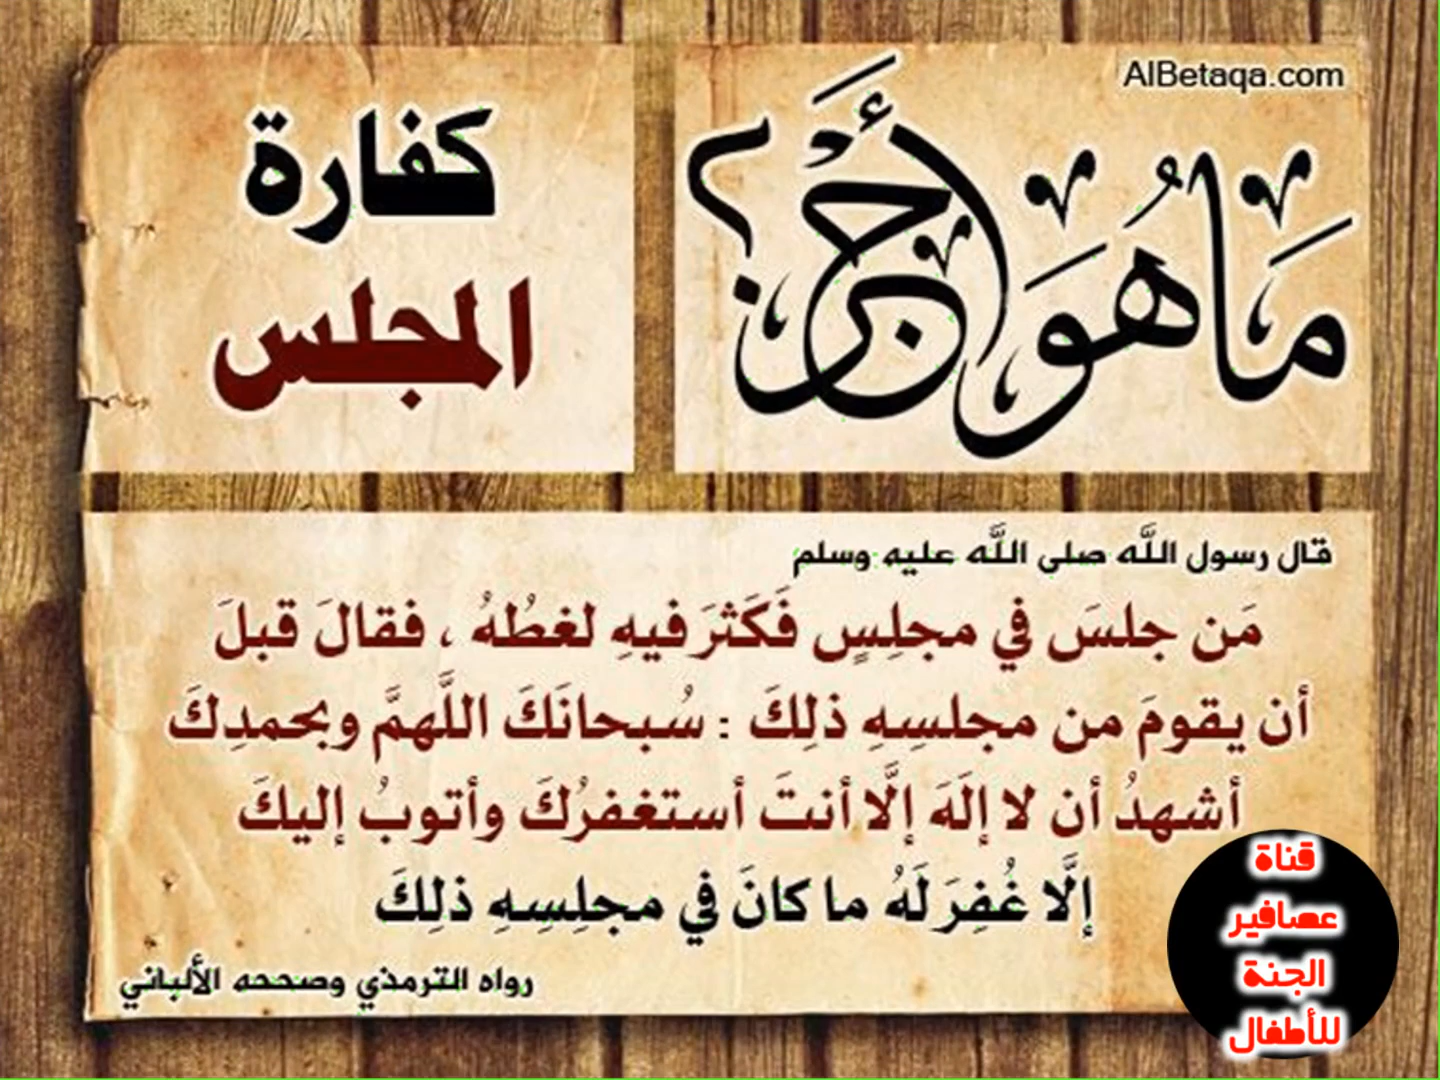 AlBetaqa.com
مَا هُوَ أَجر؟
كفارة
المجلس
قال رسول اللَّه صلى اللَّه عليه وسلم
مَن جلسَ في مجلِسٍ فَكَثرَ فيهِ لغطُهُ ، فقالَ قبلَ
أن يقومَ من مجلسِهِ ذلِكَ : سُبحانَكَ اللَّهمَّ وبحمدِكَ
أشهدُ أن لا إلَهَ إلَّا أنتَ أستغفرُكَ وأتوبُ إليكَ
إلَّا غُفِرَ لَهُ ما كانَ في مجلِسِهِ ذلِكَ
رواه الترمذي وصححه الألباني
قناة
عصافير
الجنة
للأطفال